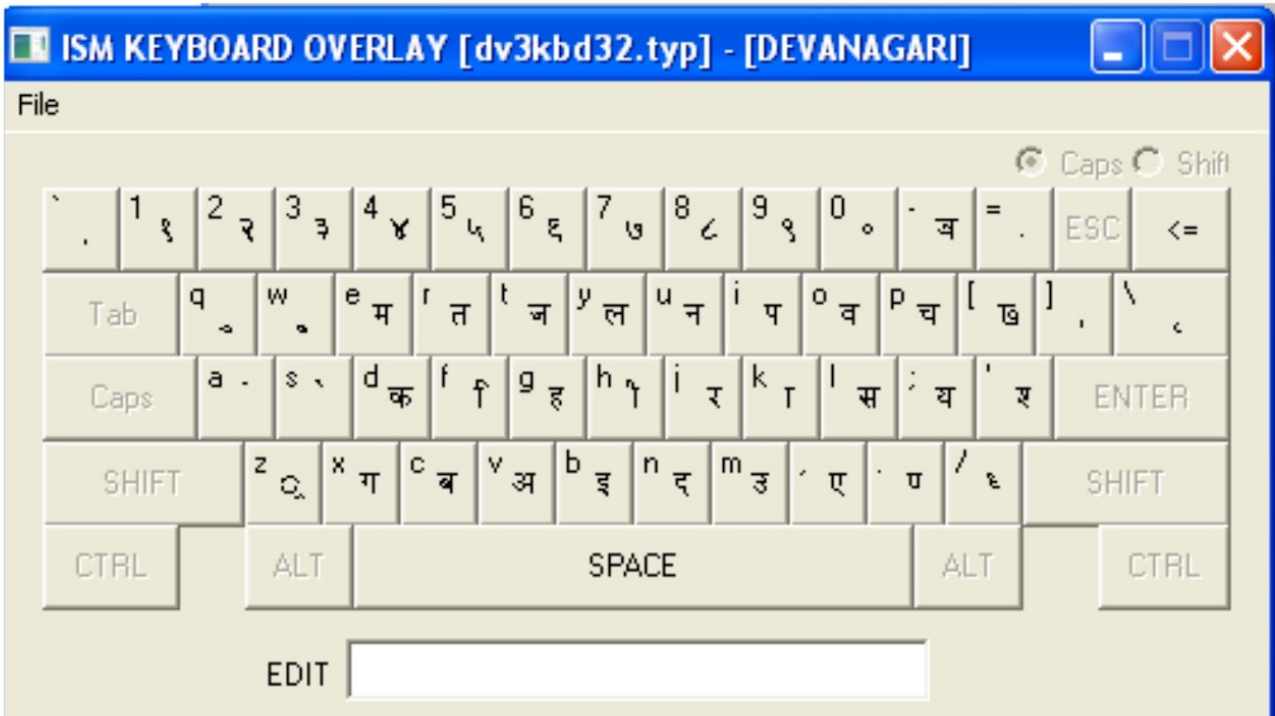 ISM KEYBOARD OVERLAY [dv3kbd32.typ] - [DEVANAGARI]
File
Caps Shift
` 1 १ 2 २ 3 ३ 4 ४ 5 ५ 6 ६ 7 ७ 8 ८ 9 ९ 0 ० - = . ESC <=
Tab q w e म r त t ज y ल u न i प o व p च [ ] \
Caps a s d क f ि g ह h ी j र k ा l स ; य ' ENTER
SHIFT z ू x ग c ब v अ b इ n द m उ ए . / SHIFT
CTRL ALT SPACE ALT CTRL
EDIT